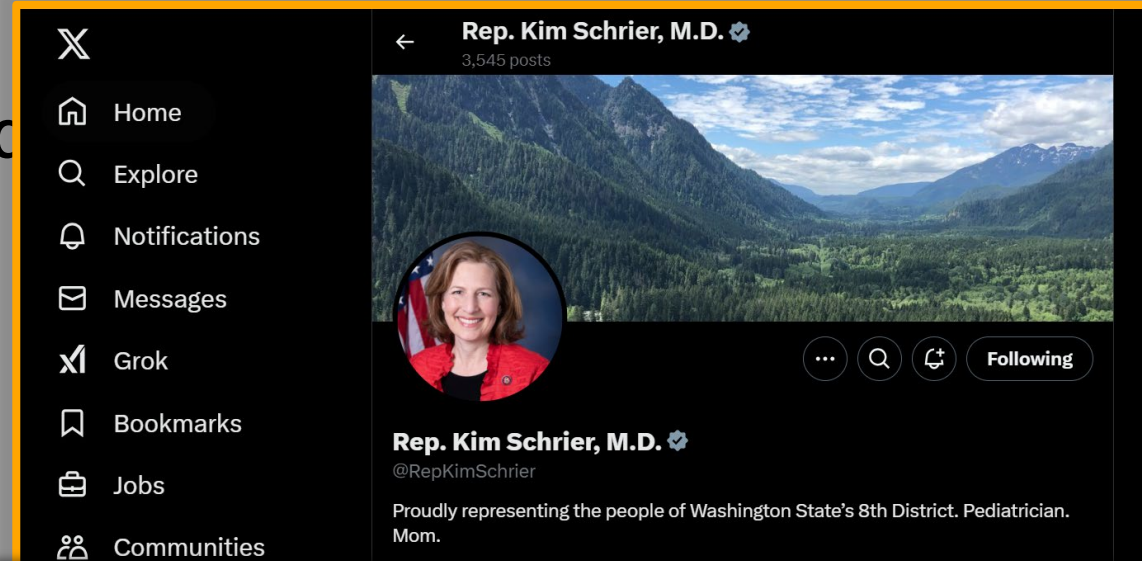 Rep. Kim Schrier, M.D.
3,545 posts
Home
Explore
Notifications
Messages
Grok
Bookmarks
Jobs
Communities
Following
Rep. Kim Schrier, M.D.
@RepKimSchrier
Proudly representing the people of Washington State’s 8th District. Pediatrician.
Mom.